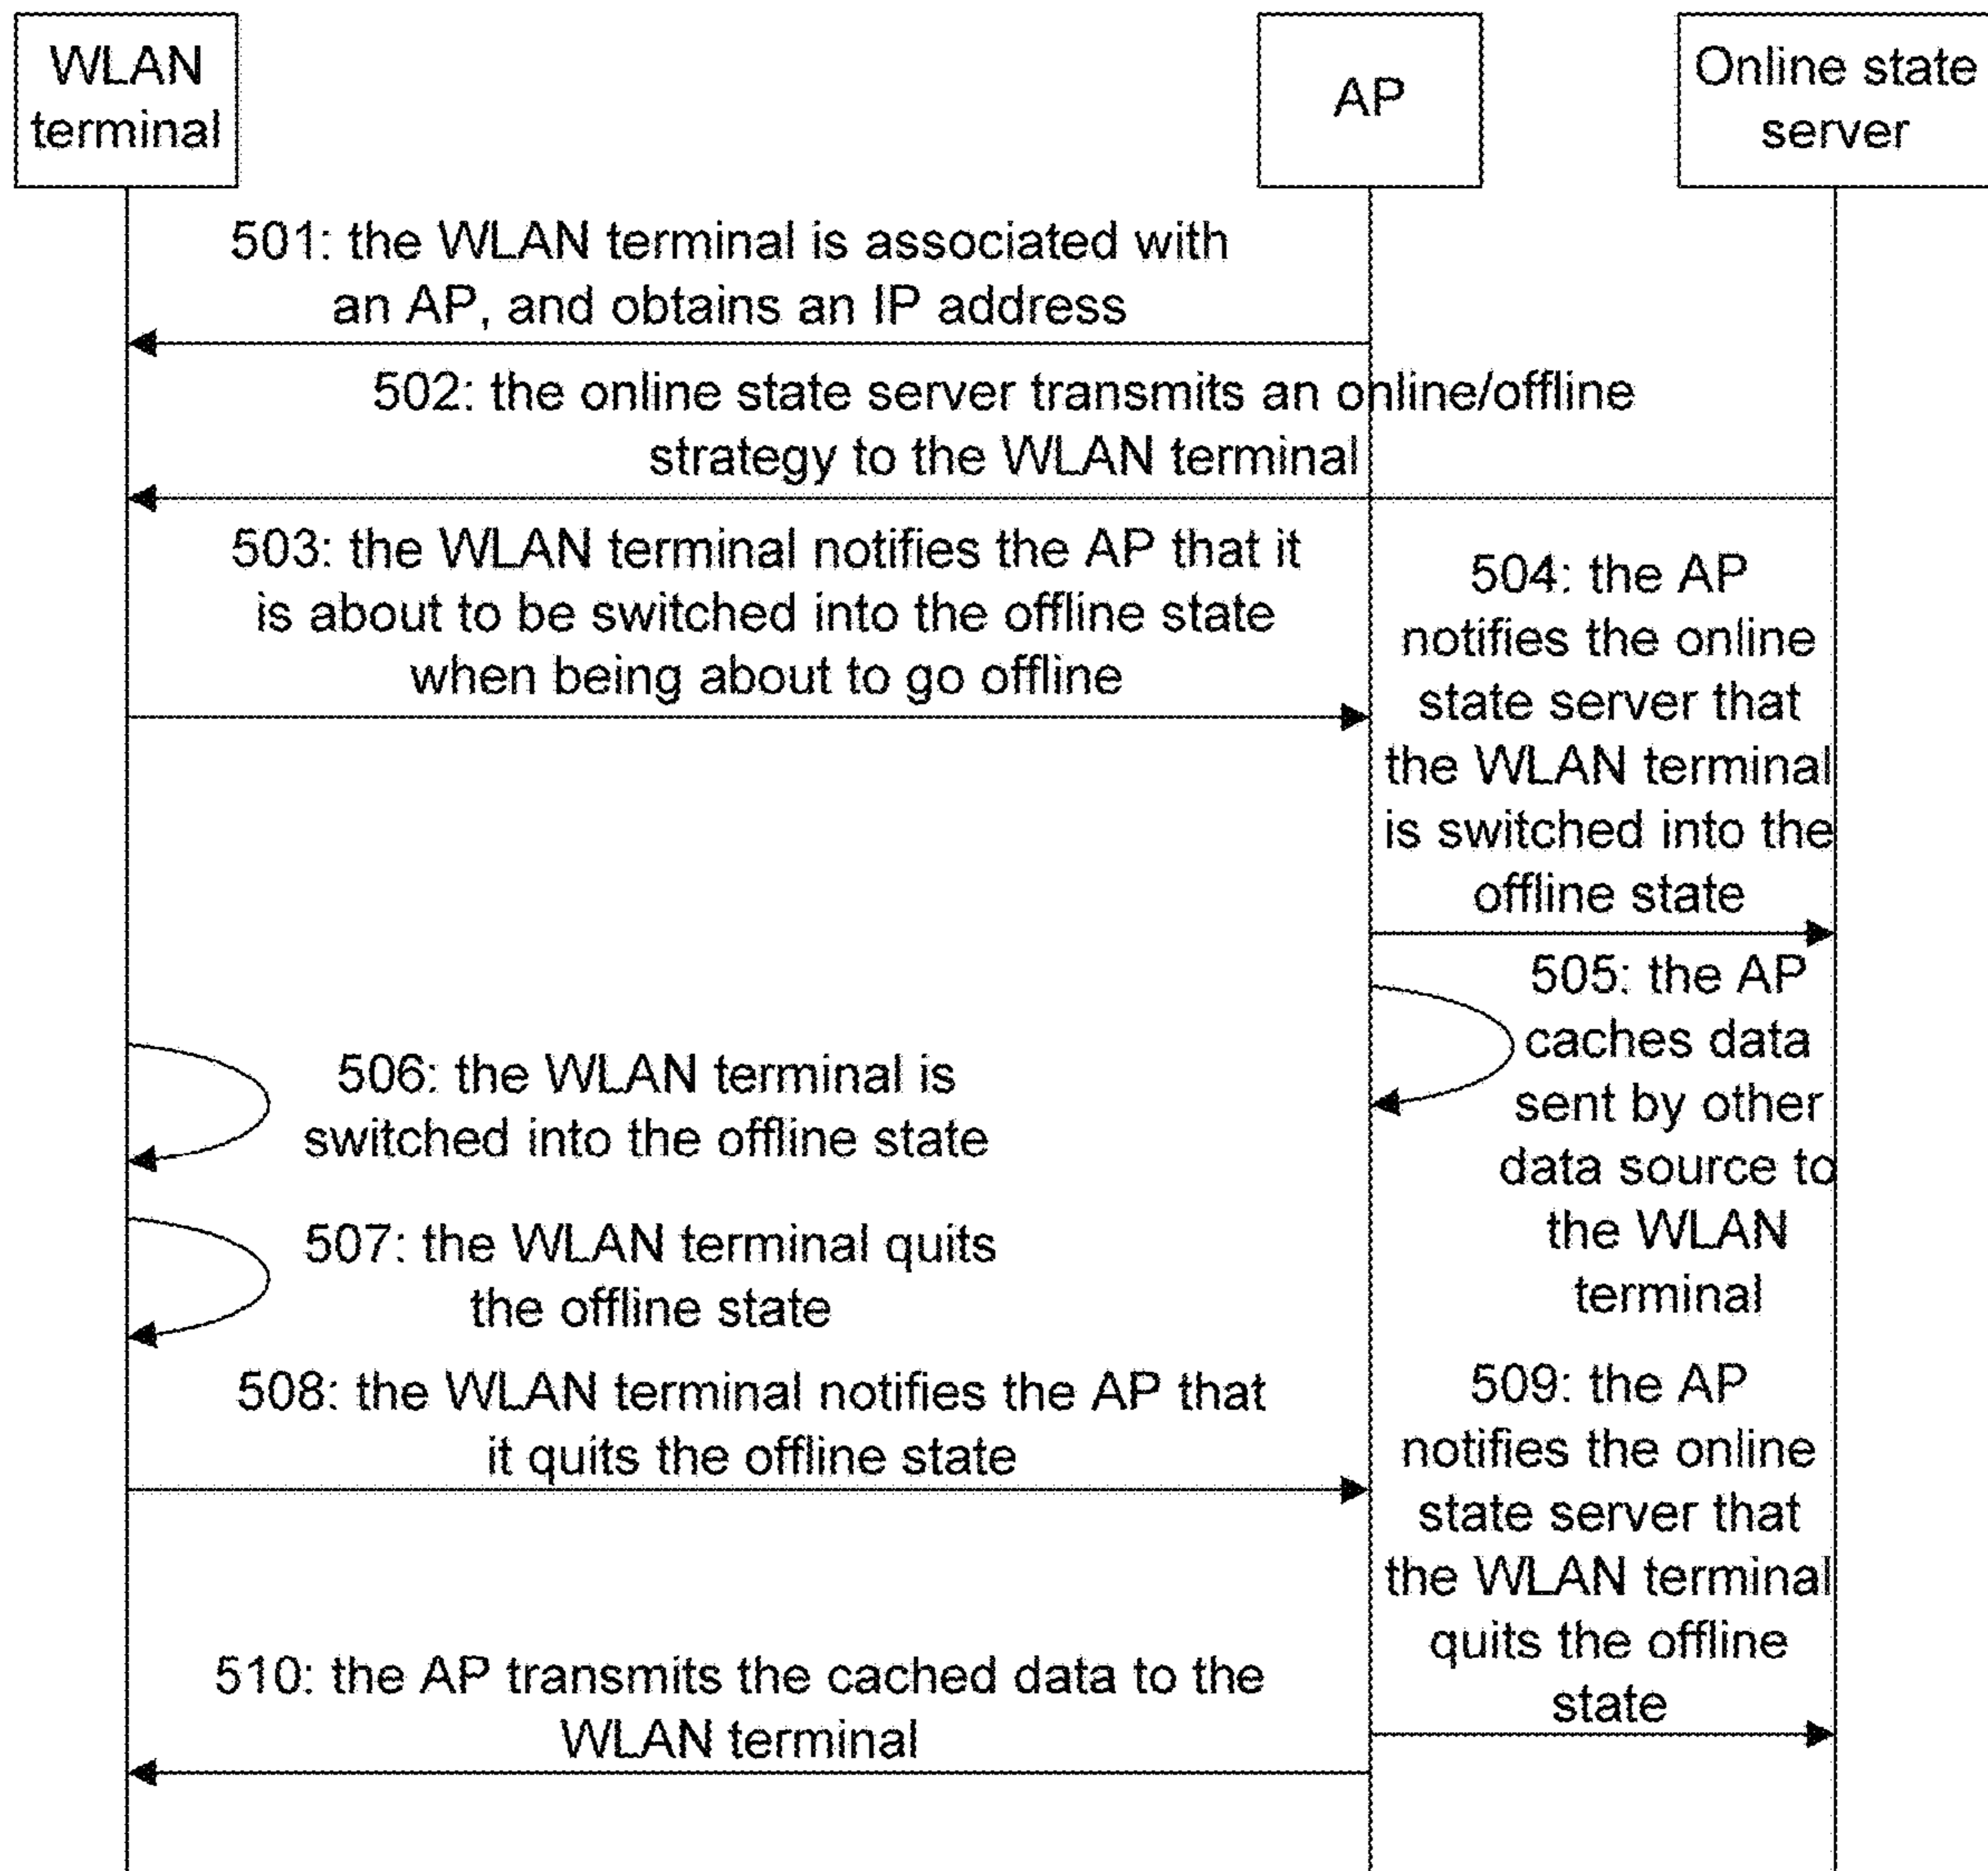 WLAN
terminal
AP
Online state
server
501: the WLAN terminal is associated with
an AP, and obtains an IP address
502: the online state server transmits an online/offline
strategy to the WLAN terminal
503: the WLAN terminal notifies the AP that it
is about to be switched into the offline state
when being about to go offline
504: the AP
notifies the online
state server that
the WLAN terminal
is switched into the
offline state
505: the AP
caches data
sent by other
data source to
the WLAN
terminal
506: the WLAN terminal is
switched into the offline state
507: the WLAN terminal quits
the offline state
508: the WLAN terminal notifies the AP that
it quits the offline state
509: the AP
notifies the online
state server that
the WLAN terminal
quits the offline
state
510: the AP transmits the cached data to the
WLAN terminal